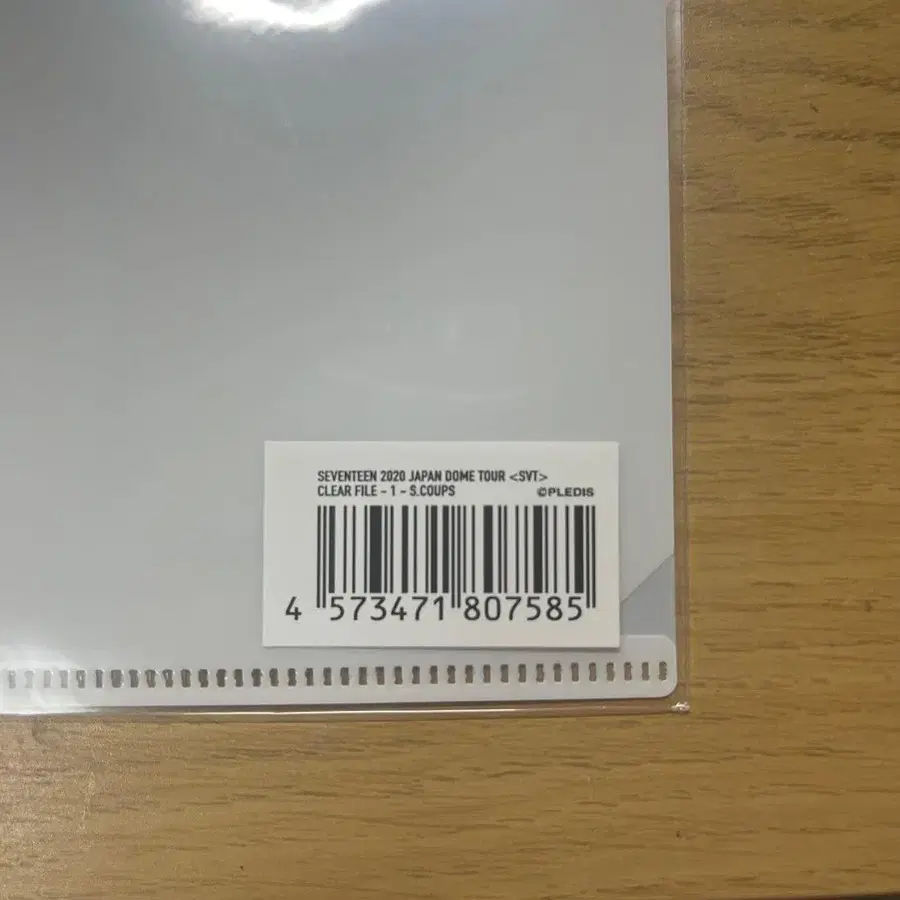 SEVENTEEN 2020 JAPAN DOME TOUR <SVT>
CLEAR FILE - 1 - S.COUPS ©PLEDIS
4 573471 807585